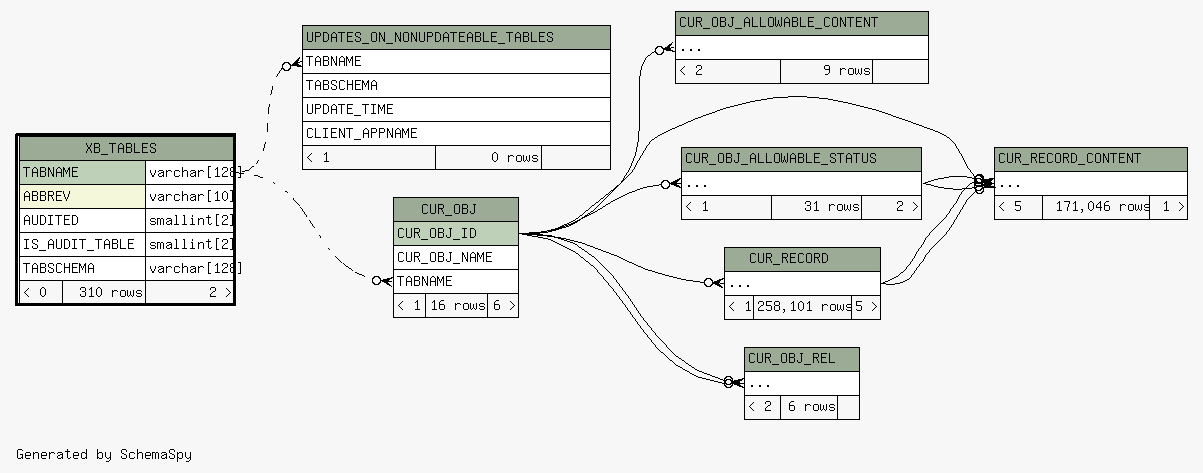 UPDATES_ON_NONUPDATEABLE_TABLES
TABNAME
TABSCHEMA
UPDATE_TIME
CLIENT_APPNAME
< 1 0 rows
XB_TABLES
TABNAME varchar[128]
ABBREV varchar[10]
AUDITED smallint[2]
IS_AUDIT_TABLE smallint[2]
TABSCHEMA varchar[128]
< 0 310 rows 2 >
CUR_OBJ
CUR_OBJ_ID
CUR_OBJ_NAME
TABNAME
< 1 16 rows 6 >
CUR_OBJ_ALLOWABLE_CONTENT
...
< 2 9 rows
CUR_OBJ_ALLOWABLE_STATUS
...
< 1 31 rows 2 >
CUR_RECORD
...
< 1 258,101 rows 5 >
CUR_OBJ_REL
...
< 2 6 rows
CUR_RECORD_CONTENT
...
< 5 171,046 rows 1 >
Generated by SchemaSpy